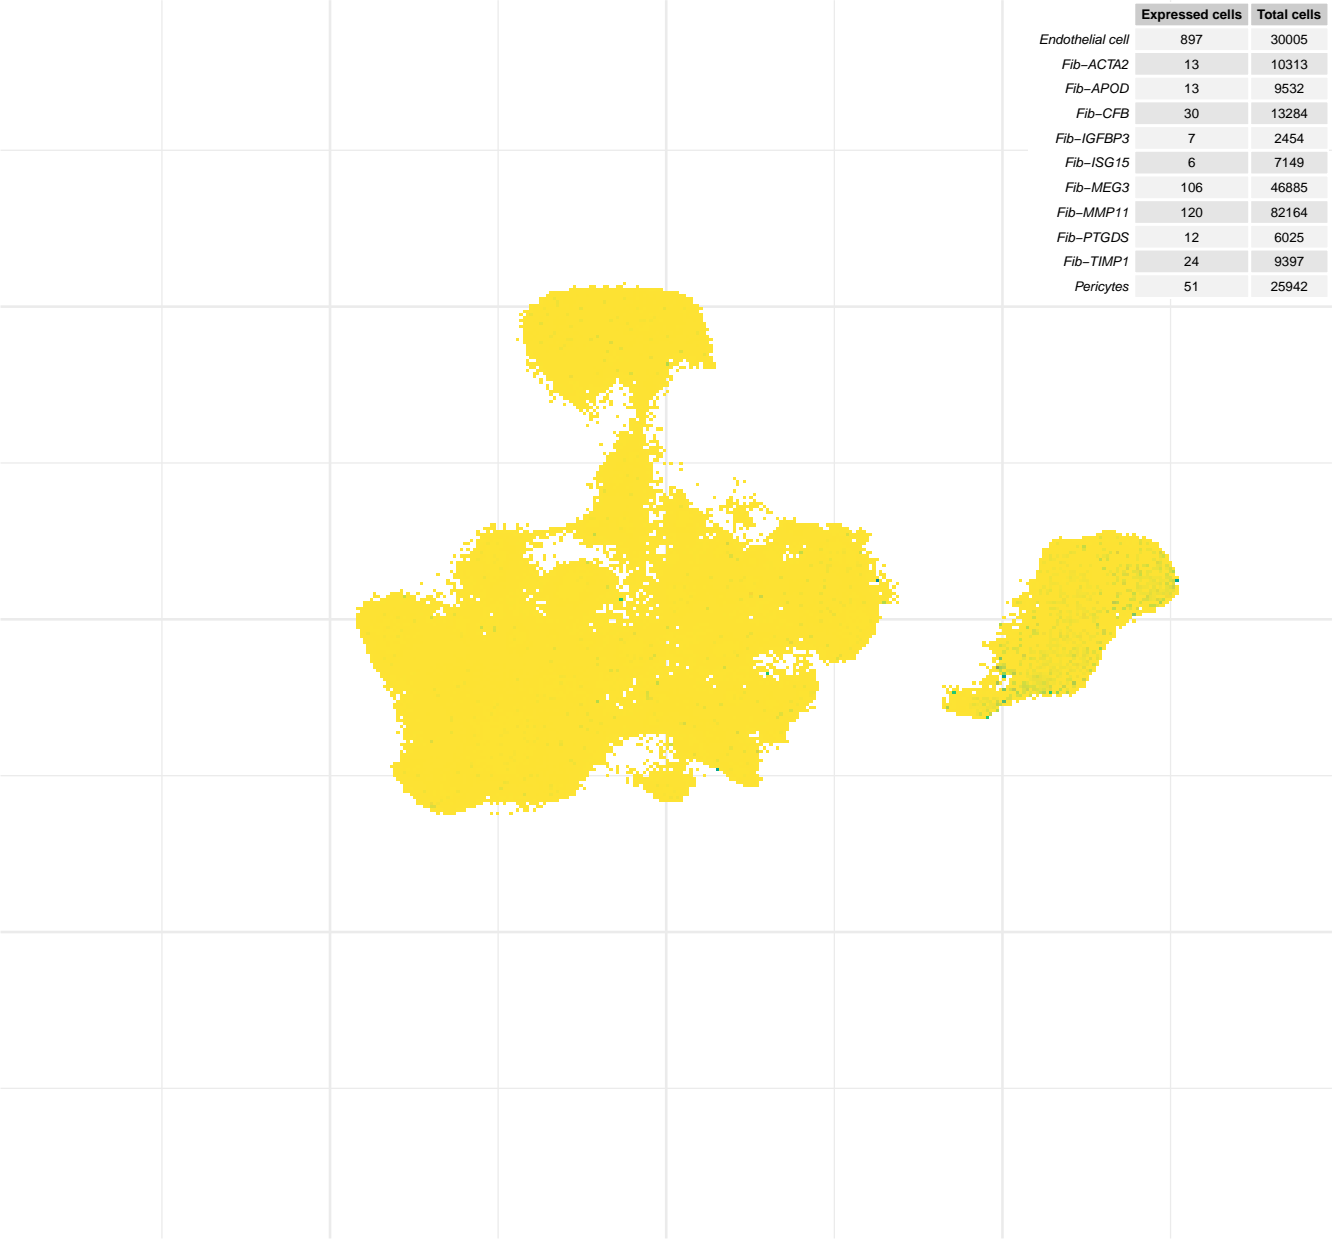 Expressed cells Total cells
Endothelial cell 897 30005
Fib−ACTA2 13 10313
Fib−APOD 13 9532
Fib−CFB 30 13284
Fib−IGFBP3 7 2454
Fib−ISG15 6 7149
Fib−MEG3 106 46885
Fib−MMP11 120 82164
Fib−PTGDS 12 6025
Fib−TIMP1 24 9397
Pericytes 51 25942